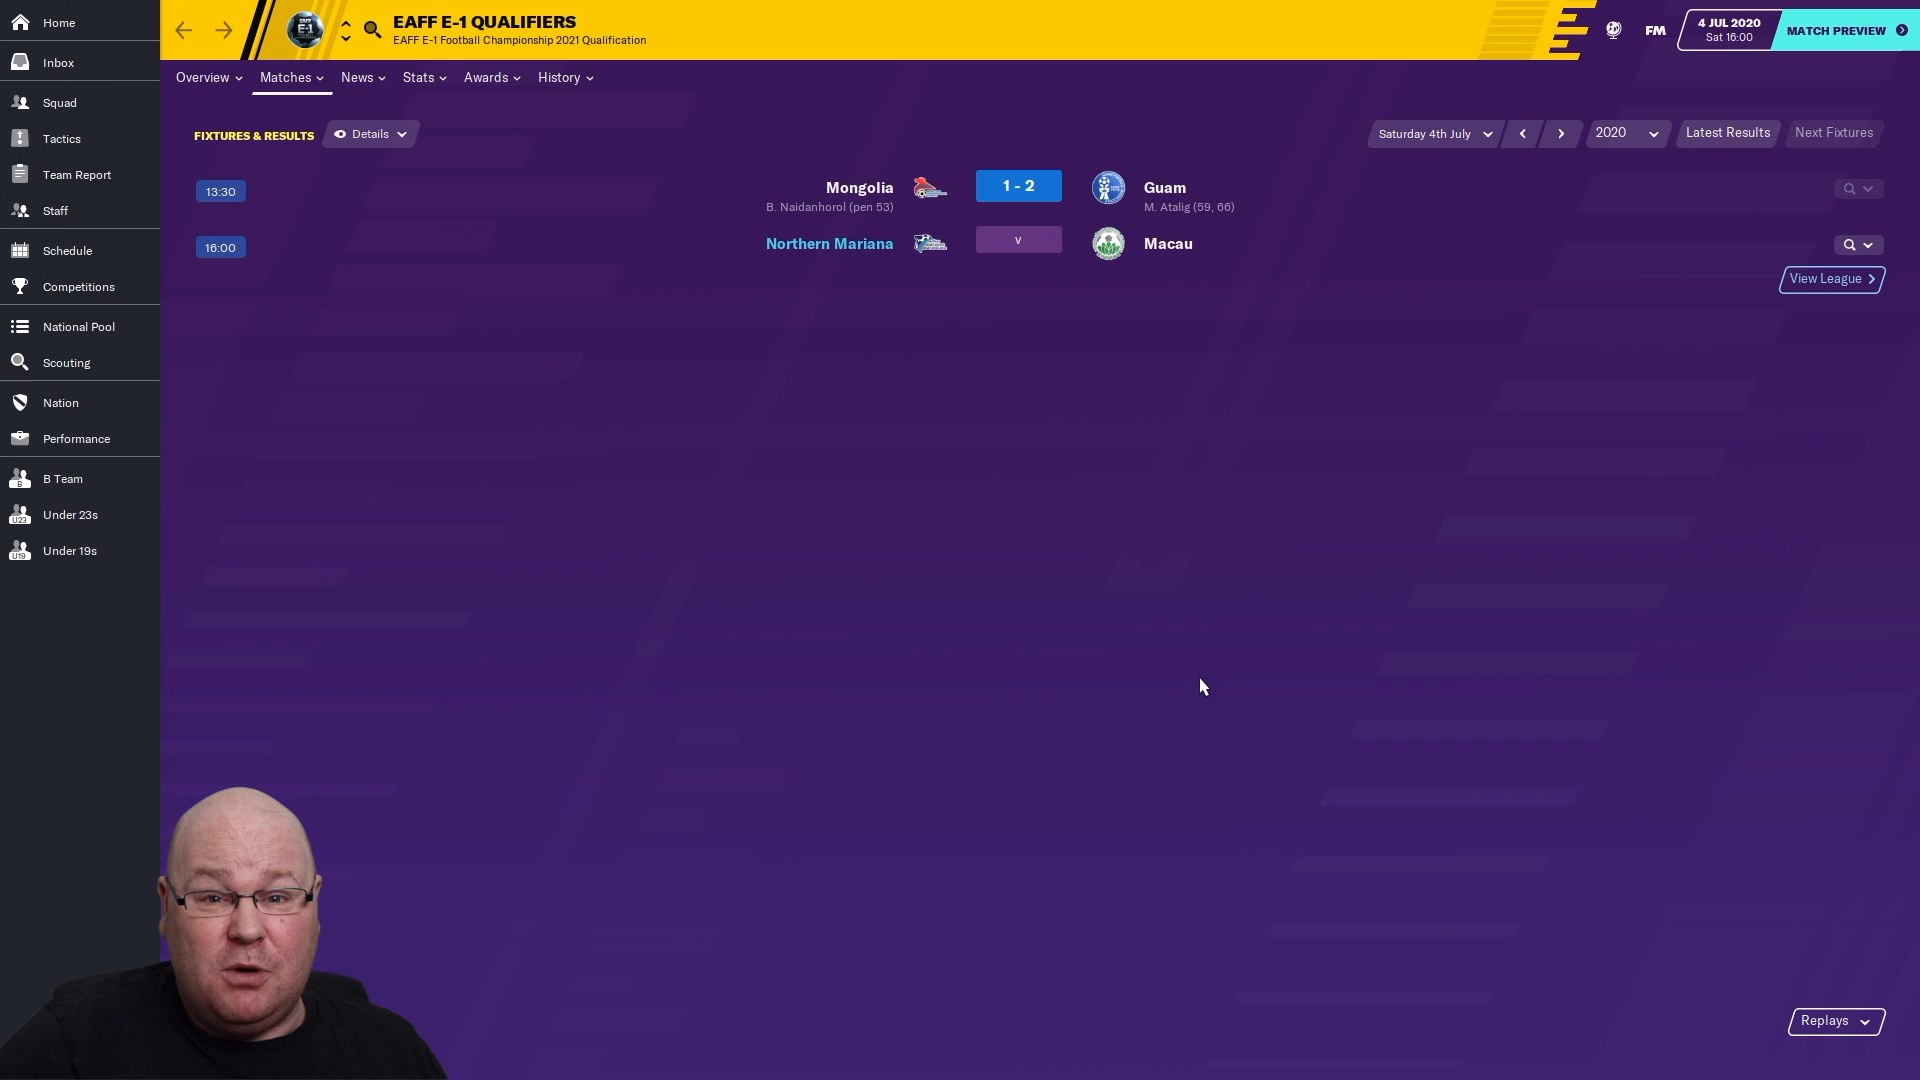 Home
Inbox
Squad
Tactics
Team Report
Staff
Schedule
Competitions
National Pool
Scouting
Nation
Performance
B Team
B
Under 23s
U23
Under 19s
U19
E-1
EAFF E-1 QUALIFIERS
EAFF E-1 Football Championship 2021 Qualification
FM
4 JUL 2020
Sat 16:00
MATCH PREVIEW
Overview
Matches
News
Stats
Awards
History
FIXTURES & RESULTS
Details
Saturday 4th July
2020
Latest Results
Next Fixtures
13:30
Mongolia
1 - 2
Guam
B. Naidanhorol (pen 53)
M. Atalig (59, 66)
16:00
Northern Mariana
v
Macau
View League
Replays